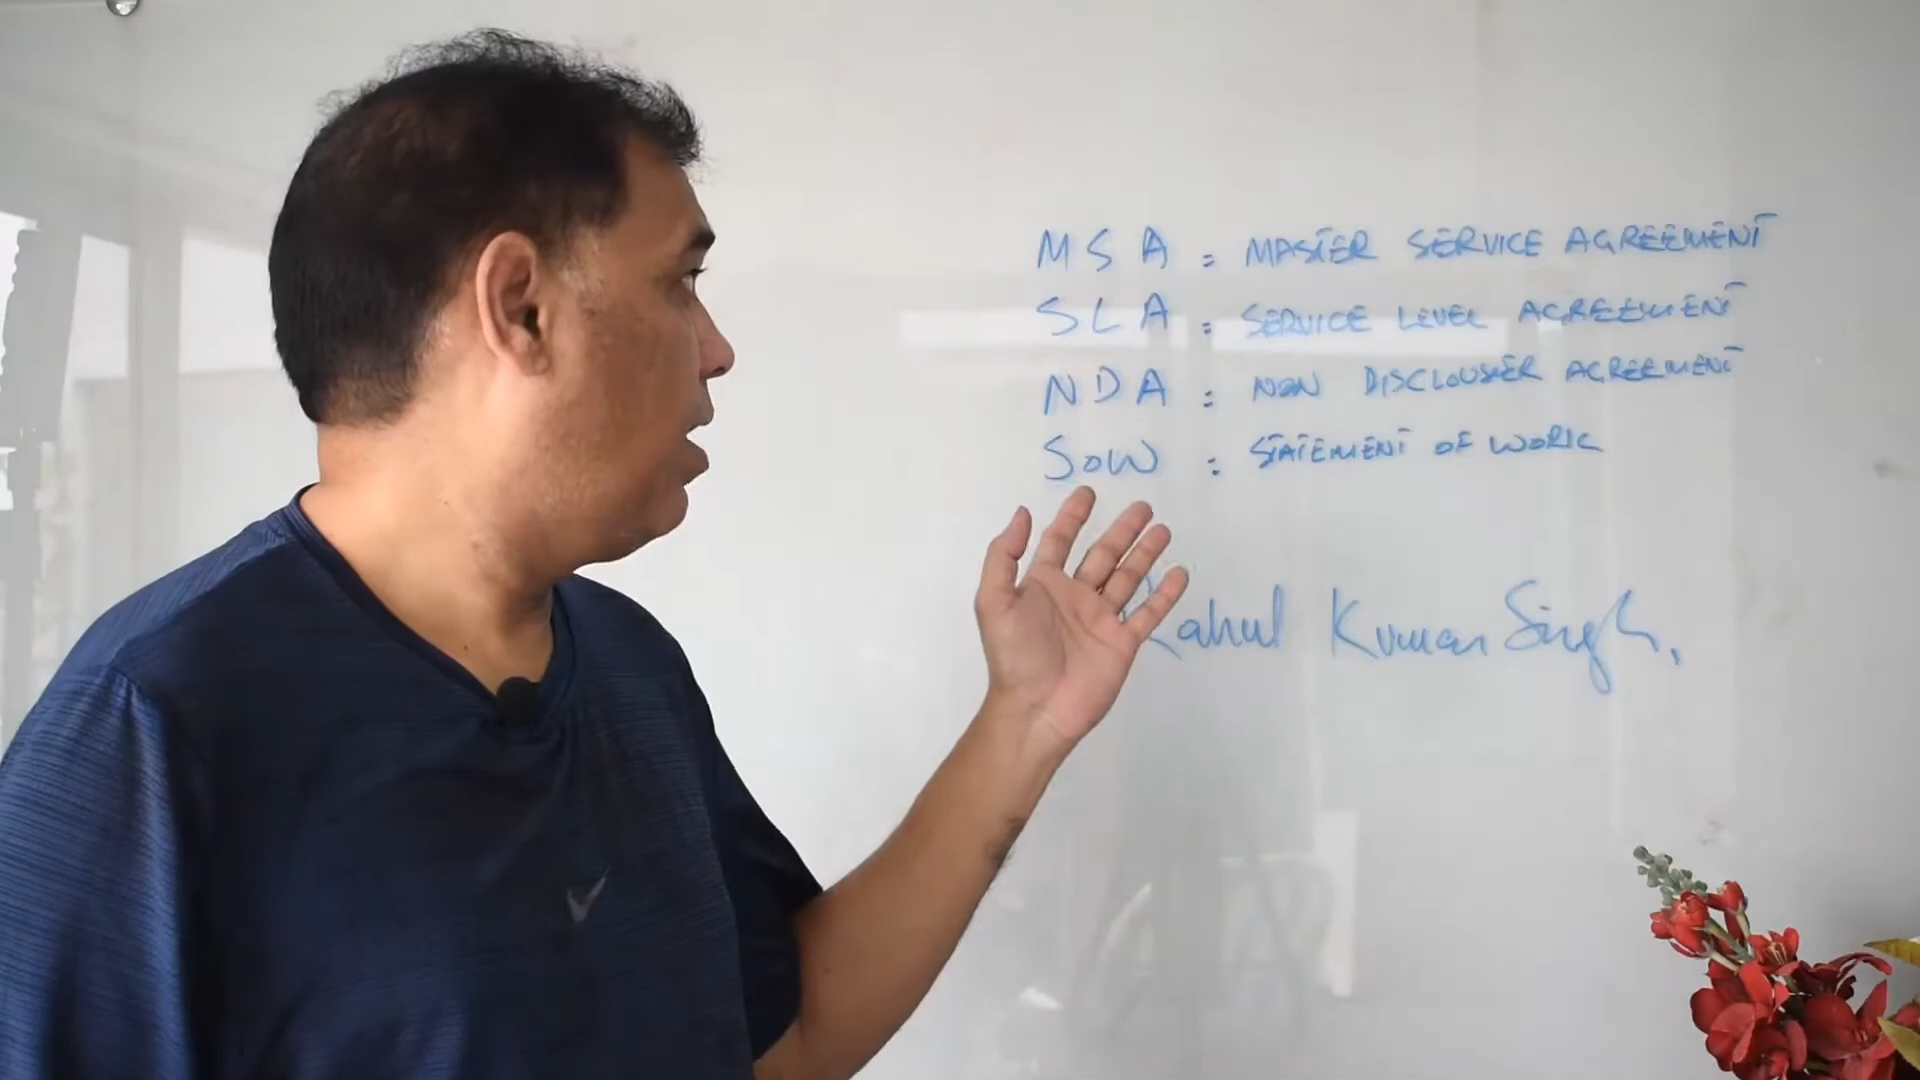 MSA : MASTER SERVICE AGREEMENT
SLA : SERVICE LEVEL AGREEMENT
NDA : NON DISCLOUSER AGREEMENT
SOW : STATEMENT OF WORK
Rahul Kumar Singh.